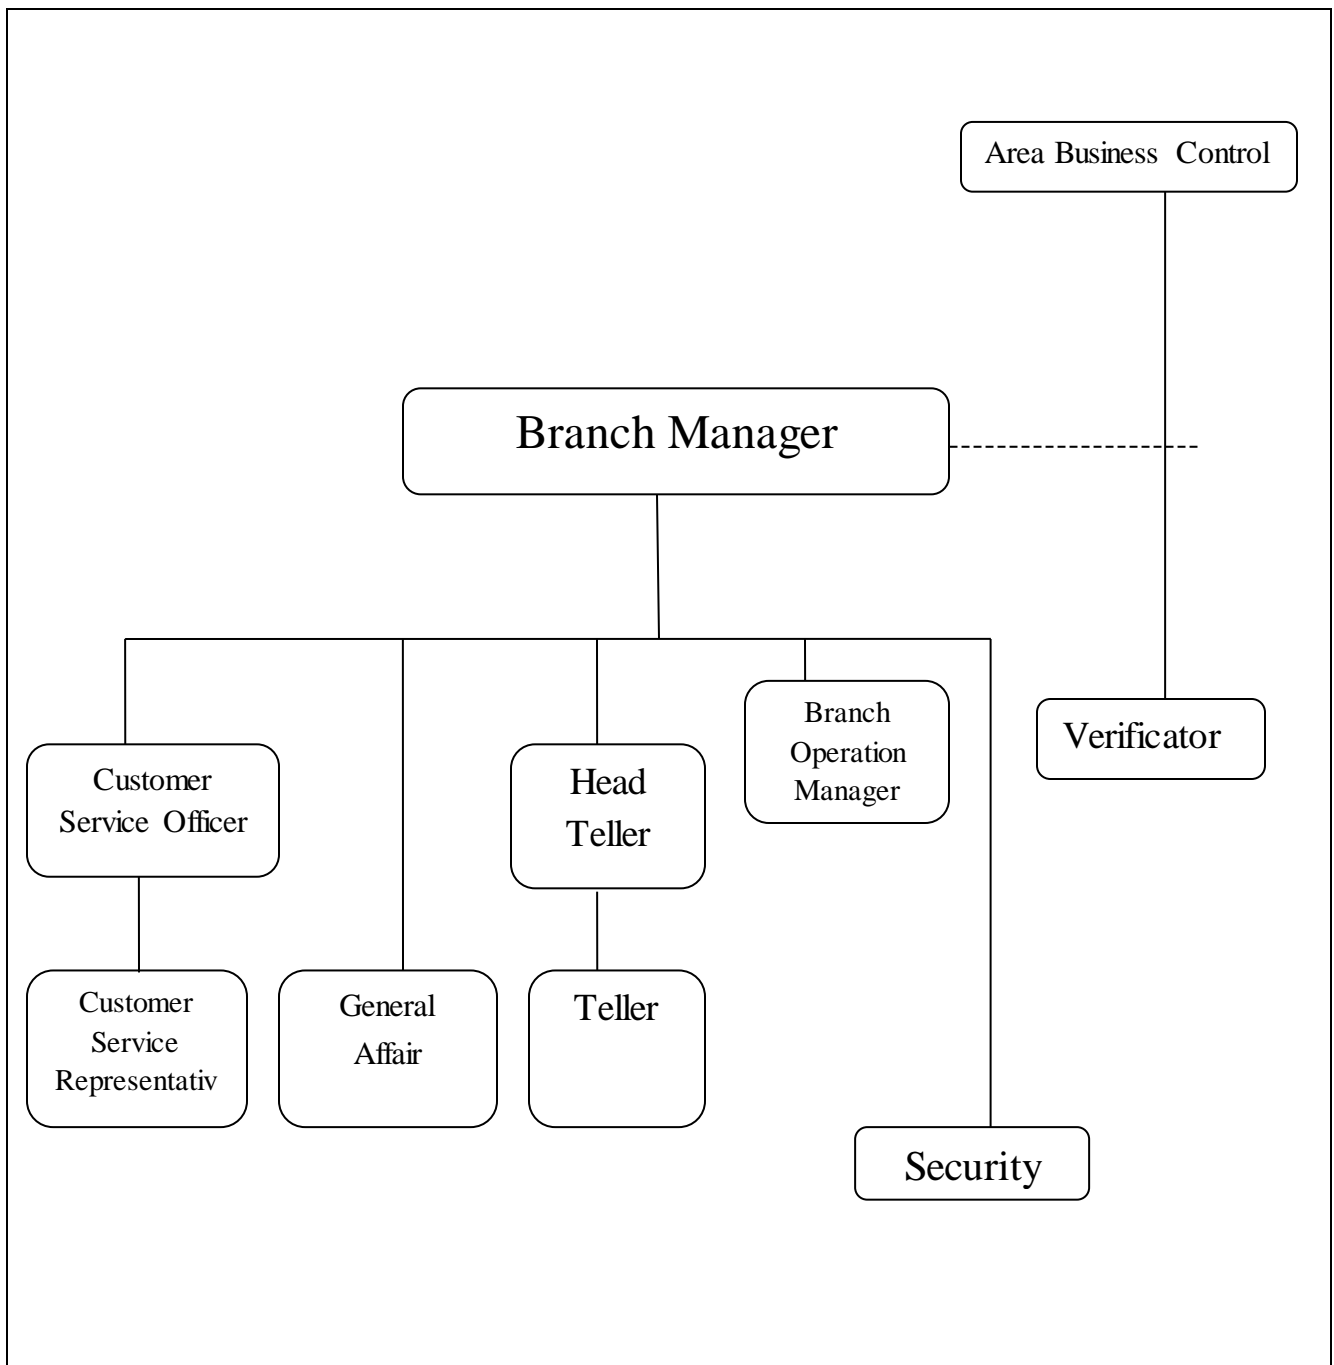 Area Business Control
Branch Manager
Branch
Operation
Manager
Verificator
Customer
Service Officer
Head
Teller
Customer
Service
Representativ
General
Affair
Teller
Security